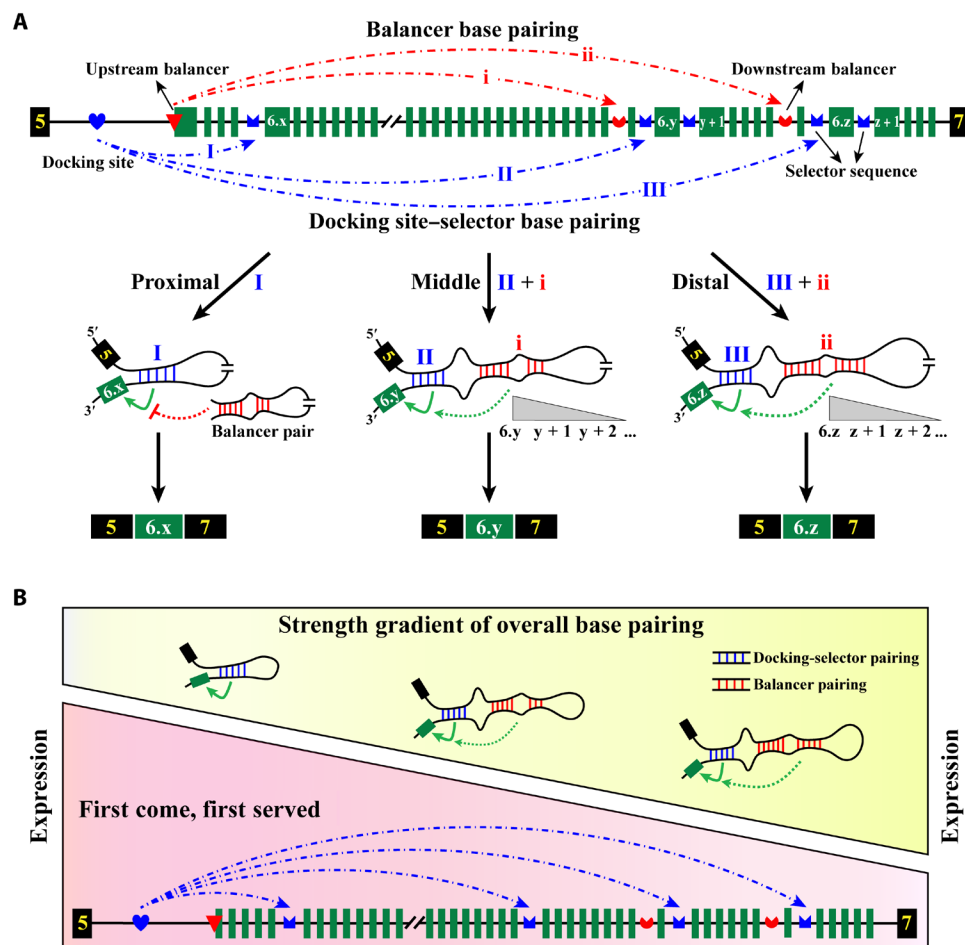 A
Balancer base pairing
ii
Upstream balancer
Downstream balancer
i
5
6.x
6.y
y + 1
6.z
z + 1
7
Docking site
I
II
III
Selector sequence
Docking site–selector base pairing
Proximal I
Middle II + i
Distal III + ii
5′
5
I
6.x
3′
Balancer pair
5′
5
II
i
6.y
3′
6.y y + 1 y + 2 ...
5′
5
III
ii
6.z
3′
6.z z + 1 z + 2 ...
5 6.x 7
5 6.y 7
5 6.z 7
B
Strength gradient of overall base pairing
Docking-selector pairing
Balancer pairing
Expression
Expression
First come, first served
5
7